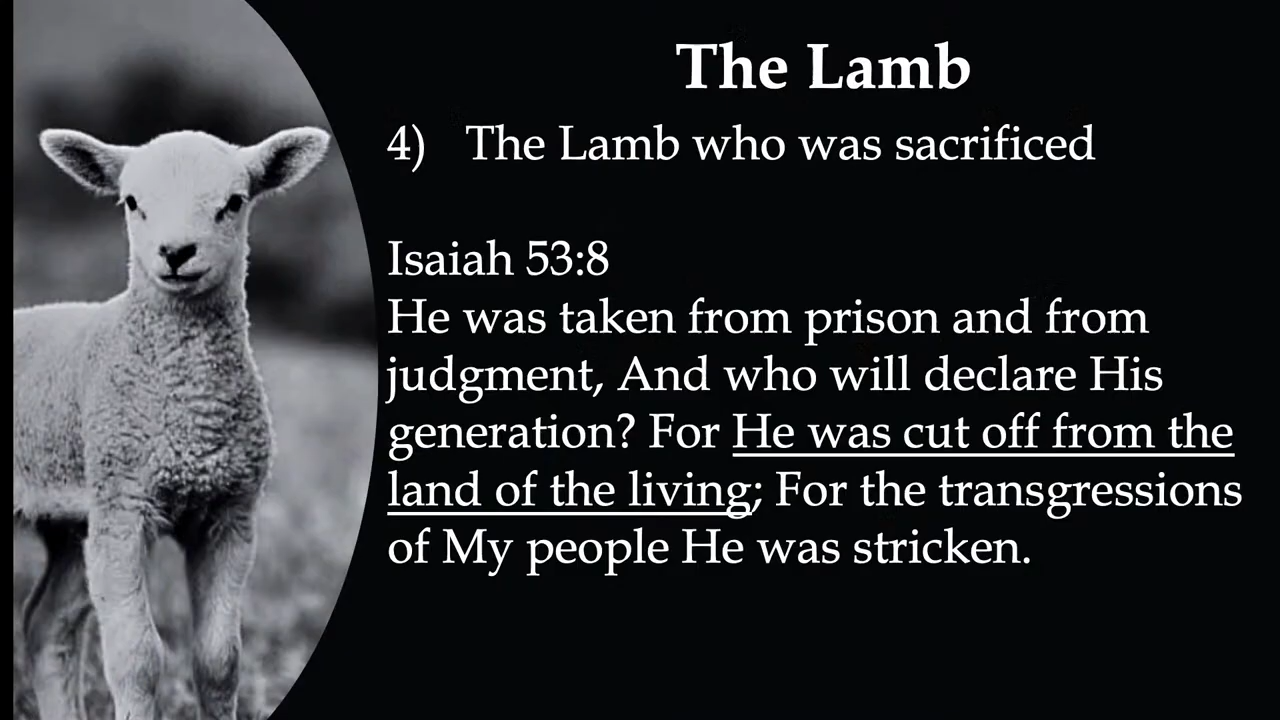 The Lamb
4) The Lamb who was sacrificed
Isaiah 53:8
He was taken from prison and from
judgment, And who will declare His
generation? For He was cut off from the
land of the living; For the transgressions
of My people He was stricken.